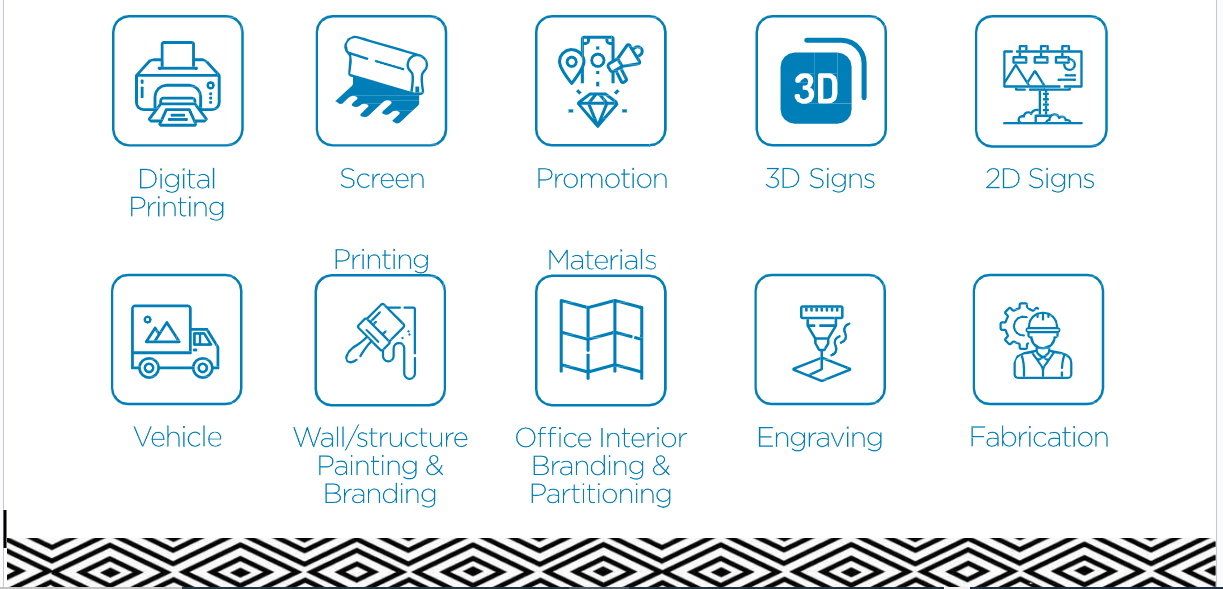 3D
Digital
Printing
Screen
Promotion
3D Signs
2D Signs
Printing
Materials
Vehicle
Wall/structure
Painting &
Branding
Office Interior
Branding &
Partitioning
Engraving
Fabrication